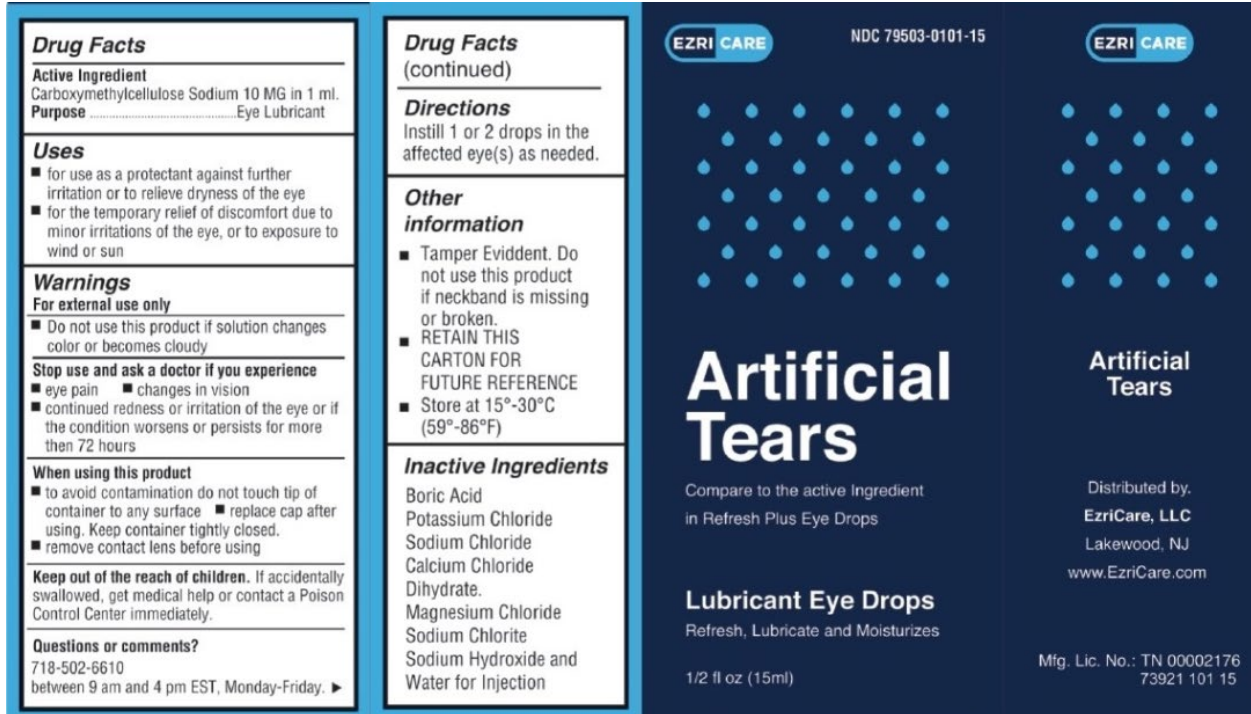 Drug Facts
Active Ingredient
Carboxymethylcellulose Sodium 10 MG in 1 ml.
Purpose ..............................................Eye Lubricant
Uses
■ for use as a protectant against further
irritation or to relieve dryness of the eye
■ for the temporary relief of discomfort due to
minor irritations of the eye, or to exposure to
wind or sun
Warnings
For external use only
■ Do not use this product if solution changes
color or becomes cloudy
Stop use and ask a doctor if you experience
■ eye pain ■ changes in vision
■ continued redness or irritation of the eye or if
the condition worsens or persists for more
then 72 hours
When using this product
■ to avoid contamination do not touch tip of
container to any surface ■ replace cap after
using. Keep container tightly closed.
■ remove contact lens before using
Keep out of the reach of children. If accidentally
swallowed, get medical help or contact a Poison
Control Center immediately.
Questions or comments?
718-502-6610
between 9 am and 4 pm EST, Monday-Friday. ►
Drug Facts
(continued)
Directions
Instill 1 or 2 drops in the
affected eye(s) as needed.
Other
information
■ Tamper Eviddent. Do
not use this product
if neckband is missing
or broken.
■ RETAIN THIS
CARTON FOR
FUTURE REFERENCE
■ Store at 15°-30°C
(59°-86°F)
Inactive Ingredients
Boric Acid
Potassium Chloride
Sodium Chloride
Calcium Chloride
Dihydrate.
Magnesium Chloride
Sodium Chlorite
Sodium Hydroxide and
Water for Injection
EZRI CARE
NDC 79503-0101-15
Artificial
Tears
Compare to the active Ingredient
in Refresh Plus Eye Drops
Lubricant Eye Drops
Refresh, Lubricate and Moisturizes
1/2 fl oz (15ml)
EZRI CARE
Artificial
Tears
Distributed by.
EzriCare, LLC
Lakewood, NJ
www.EzriCare.com
Mfg. Lic. No.: TN 00002176
73921 101 15